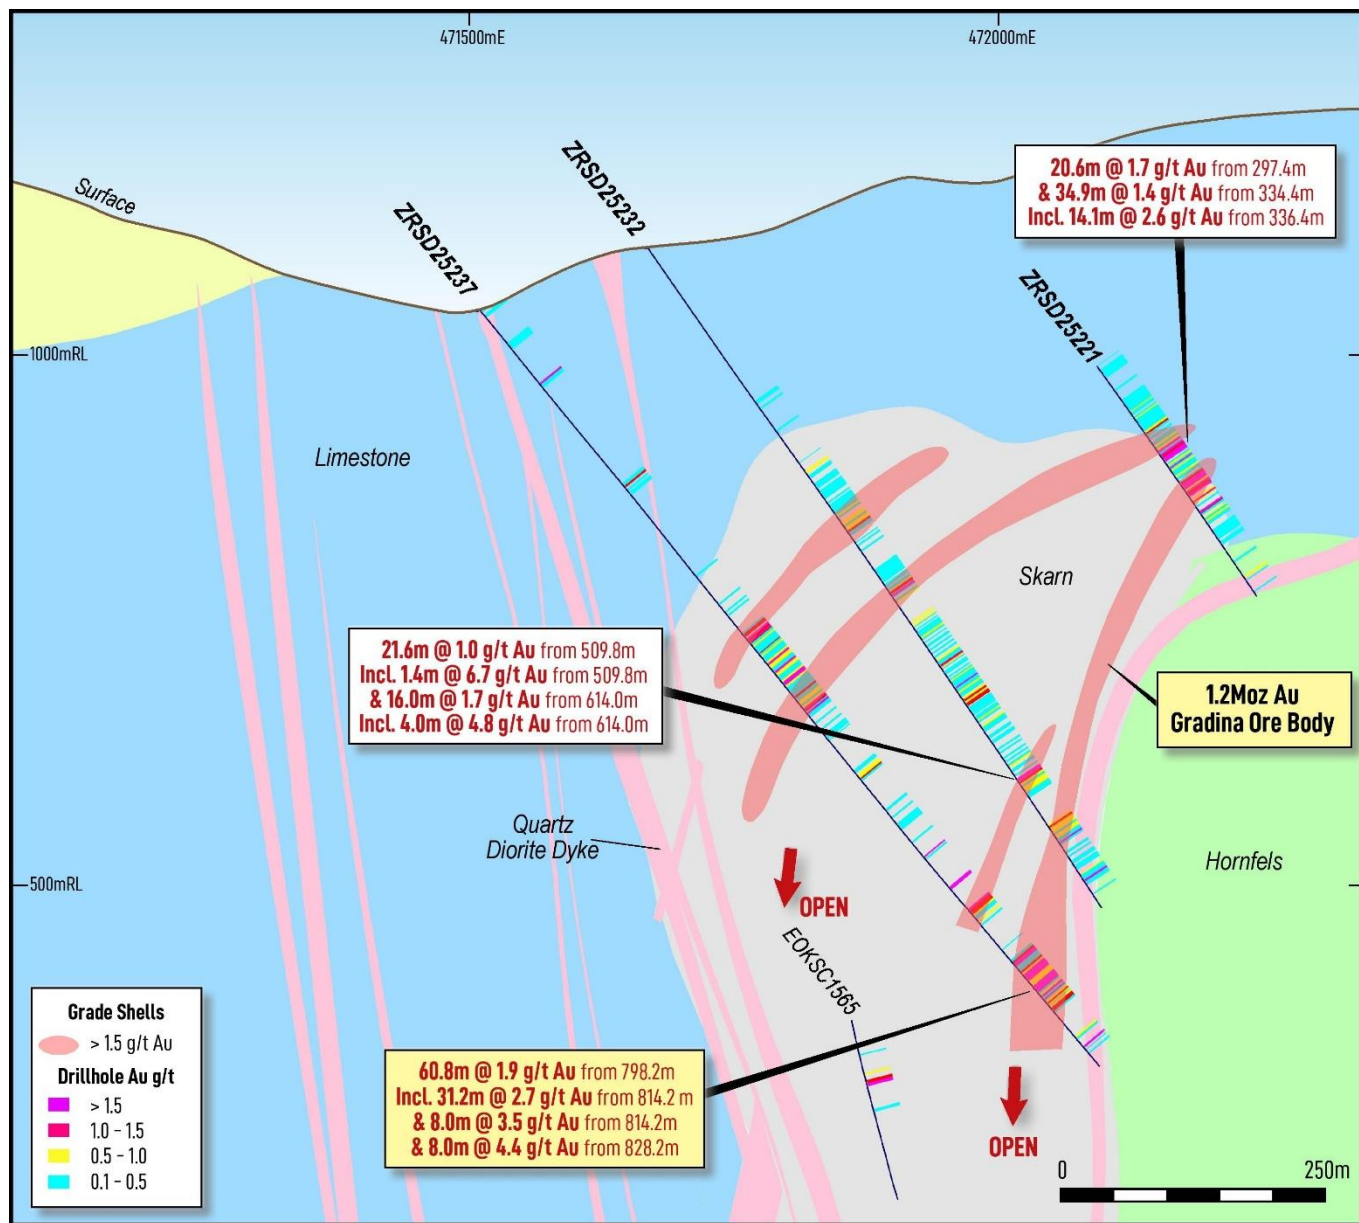 471500mE
472000mE
Surface
ZRSD25237
ZRSD25232
ZRSD25221
20.6m @ 1.7 g/t Au from 297.4m
& 34.9m @ 1.4 g/t Au from 334.4m
Incl. 14.1m @ 2.6 g/t Au from 336.4m
1000mRL
Limestone
Skarn
21.6m @ 1.0 g/t Au from 509.8m
Incl. 1.4m @ 6.7 g/t Au from 509.8m
& 16.0m @ 1.7 g/t Au from 614.0m
Incl. 4.0m @ 4.8 g/t Au from 614.0m
1.2Moz Au
Gradina Ore Body
Quartz
Diorite Dyke
Hornfels
500mRL
OPEN
EOKSC1565
Grade Shells
> 1.5 g/t Au
Drillhole Au g/t
> 1.5
1.0 - 1.5
0.5 - 1.0
0.1 - 0.5
60.8m @ 1.9 g/t Au from 798.2m
Incl. 31.2m @ 2.7 g/t Au from 814.2 m
& 8.0m @ 3.5 g/t Au from 814.2m
& 8.0m @ 4.4 g/t Au from 828.2m
OPEN
0 250m